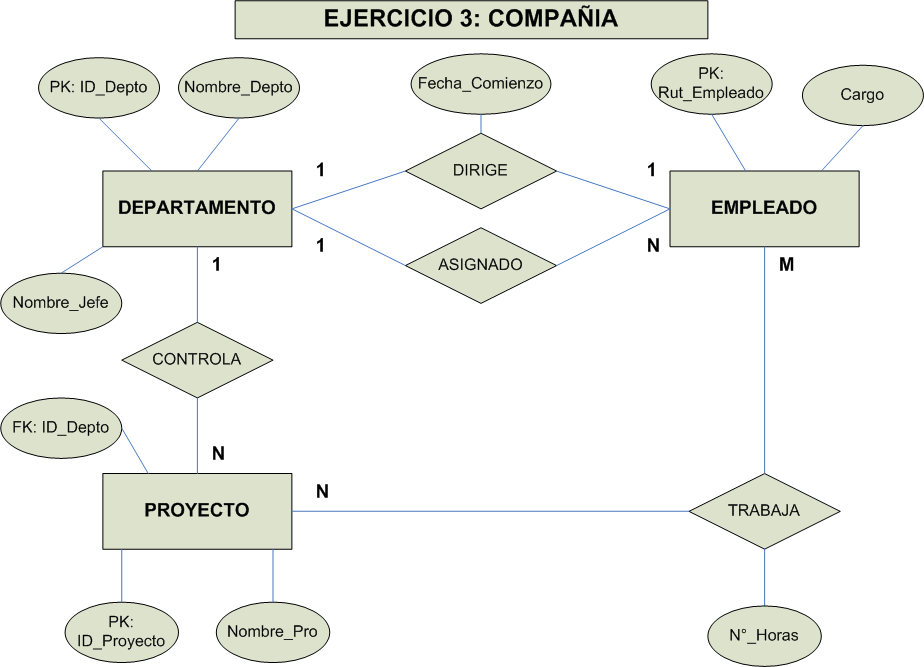 EJERCICIO 3: COMPAÑIA
PK: ID_Depto
Nombre_Depto
Fecha_Comienzo
PK:
Rut_Empleado
Cargo
1
DIRIGE
1
DEPARTAMENTO
EMPLEADO
1
ASIGNADO
N
1
M
Nombre_Jefe
CONTROLA
FK: ID_Depto
N
N
PROYECTO
TRABAJA
PK:
ID_Proyecto
Nombre_Pro
N°_Horas